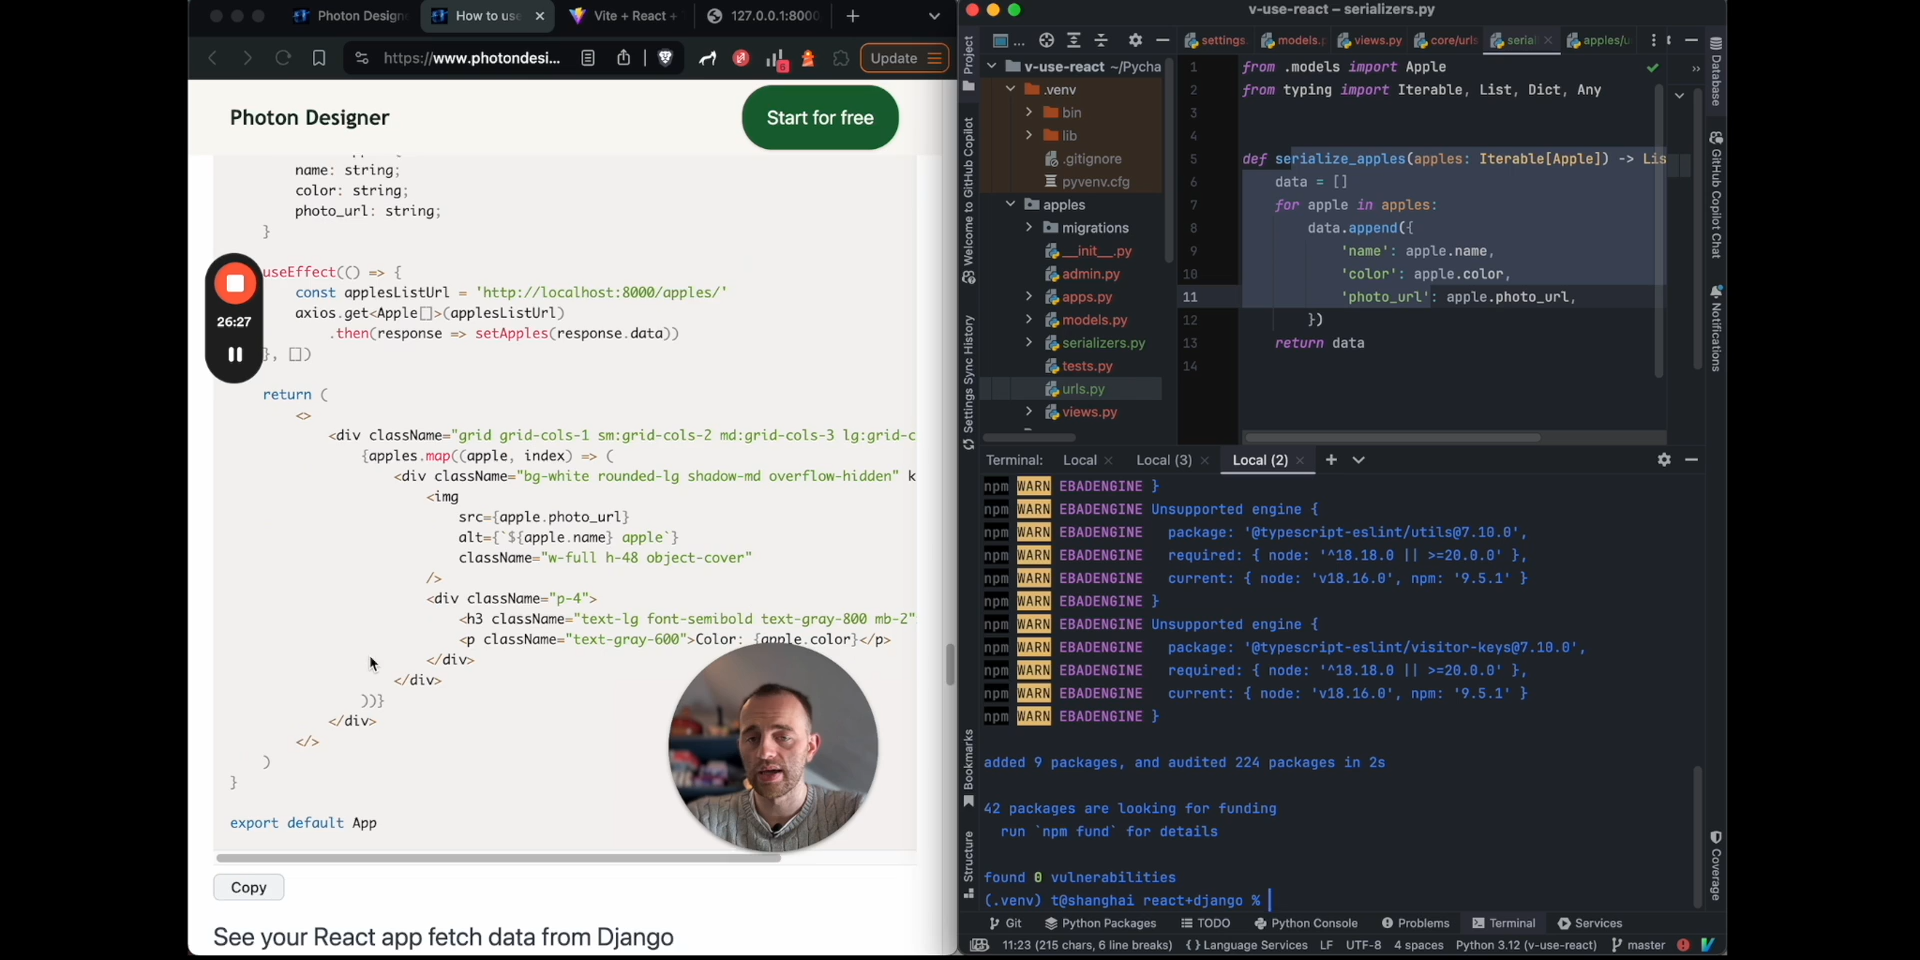 Photon Designe
How to use
Vite + React +
127.0.0.1:8000
https://www.photondesi...
6
Update
Photon Designer
Start for free
name: string;
color: string;
photo_url: string;
}
useEffect(() => {
const applesListUrl = 'http://localhost:8000/apples/'
axios.get<Apple[]>(applesListUrl)
.then(response => setApples(response.data))
}, [])
26:27
return (
<>
<div className="grid grid-cols-1 sm:grid-cols-2 md:grid-cols-3 lg:grid-c
{apples.map((apple, index) => (
<div className="bg-white rounded-lg shadow-md overflow-hidden" k
<img
src={apple.photo_url}
alt={`${apple.name} apple`}
className="w-full h-48 object-cover"
/>
<div className="p-4">
<h3 className="text-lg font-semibold text-gray-800 mb-2"
<p className="text-gray-600">Color: {apple.color}</p>
</div>
</div>
))}
</div>
</>
)
}
export default App
Copy
See your React app fetch data from Django
v-use-react – serializers.py
...
settings.
models.p
views.py
core/urls
serial
apples/u
Project
v-use-react ~/Pycha
.venv
bin
lib
.gitignore
pyvenv.cfg
apples
migrations
__init__.py
admin.py
apps.py
models.py
serializers.py
tests.py
urls.py
views.py
Welcome to GitHub Copilot
Settings Sync History
Bookmarks
Structure
1 from .models import Apple
2 from typing import Iterable, List, Dict, Any
3
4
5 def serialize_apples(apples: Iterable[Apple]) -> Lis
6 data = []
7 for apple in apples:
8 data.append({
9 'name': apple.name,
10 'color': apple.color,
11 'photo_url': apple.photo_url,
12 })
13 return data
14
Database
GitHub Copilot Chat
Notifications
Coverage
Terminal: Local Local (3) Local (2)
npm WARN EBADENGINE }
npm WARN EBADENGINE Unsupported engine {
npm WARN EBADENGINE package: '@typescript-eslint/utils@7.10.0',
npm WARN EBADENGINE required: { node: '^18.18.0 || >=20.0.0' },
npm WARN EBADENGINE current: { node: 'v18.16.0', npm: '9.5.1' }
npm WARN EBADENGINE }
npm WARN EBADENGINE Unsupported engine {
npm WARN EBADENGINE package: '@typescript-eslint/visitor-keys@7.10.0',
npm WARN EBADENGINE required: { node: '^18.18.0 || >=20.0.0' },
npm WARN EBADENGINE current: { node: 'v18.16.0', npm: '9.5.1' }
npm WARN EBADENGINE }
added 9 packages, and audited 224 packages in 2s
42 packages are looking for funding
run `npm fund` for details
found 0 vulnerabilities
(.venv) t@shanghai react+django %
Git Python Packages TODO Python Console Problems Terminal Services
11:23 (215 chars, 6 line breaks) { } Language Services LF UTF-8 4 spaces Python 3.12 (v-use-react) master